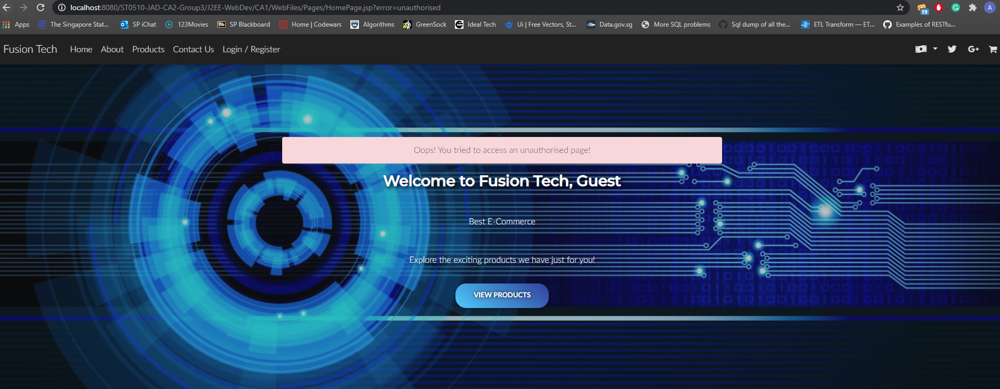 localhost:8080/ST0510-JAD-CA2-Group3/J2EE-WebDev/CA1/WebFiles/Pages/HomePage.jsp?error=unauthorised
19
A
Apps The Singapore Stat... SP iChat 123Movies Bb SP Blackboard Home | Codewars Algorithms GreenSock Ideal Tech Ui | Free Vectors, St... Data.gov.sg More SQL problems Sql dump of all the... ETL Transform — ET... Examples of RESTfu...
Fusion Tech Home About Products Contact Us Login / Register G+
Oops! You tried to access an unauthorised page!
Welcome to Fusion Tech, Guest
Best E-Commerce
Explore the exciting products we have just for you!
VIEW PRODUCTS